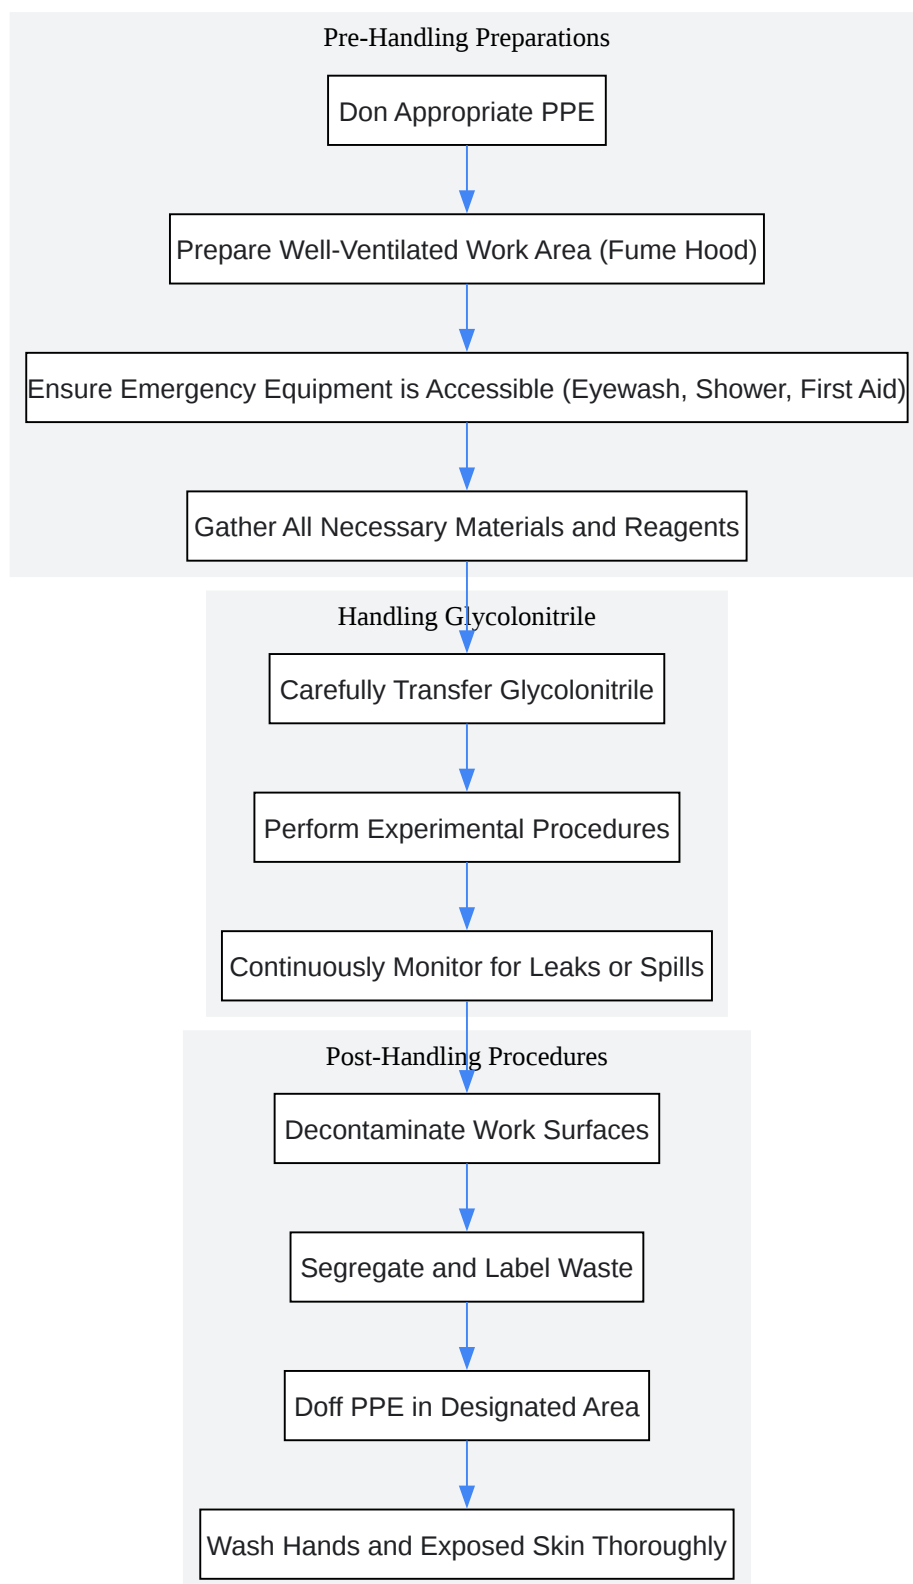 Pre-Handling Preparations
Don Appropriate PPE
Prepare Well-Ventilated Work Area (Fume Hood)
Ensure Emergency Equipment is Accessible (Eyewash, Shower, First Aid)
Gather All Necessary Materials and Reagents
Handling Glycolonitrile
Carefully Transfer Glycolonitrile
Perform Experimental Procedures
Continuously Monitor for Leaks or Spills
Post-Handling Procedures
Decontaminate Work Surfaces
Segregate and Label Waste
Doff PPE in Designated Area
Wash Hands and Exposed Skin Thoroughly